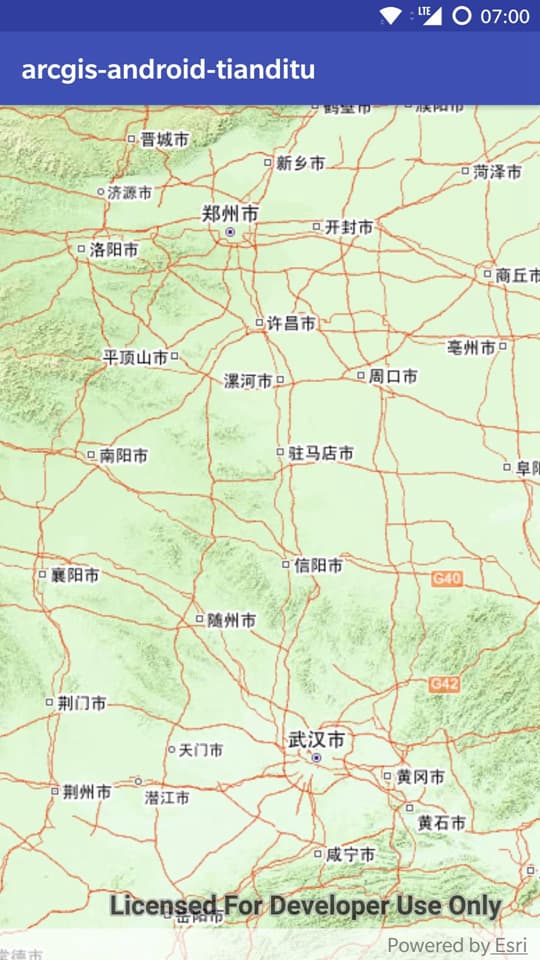 LTE 07:00
arcgis-android-tianditu
鹤壁市
濮阳市
晋城市
新乡市
菏泽市
济源市
郑州市
开封市
洛阳市
商丘市
许昌市
平顶山市
亳州市
漯河市
周口市
南阳市
驻马店市
阜阳
信阳市
襄阳市
G40
随州市
G42
荆门市
武汉市
天门市
黄冈市
荆州市
潜江市
黄石市
咸宁市
Licensed For Developer Use Only
岳阳市
Powered by Esri
常德市